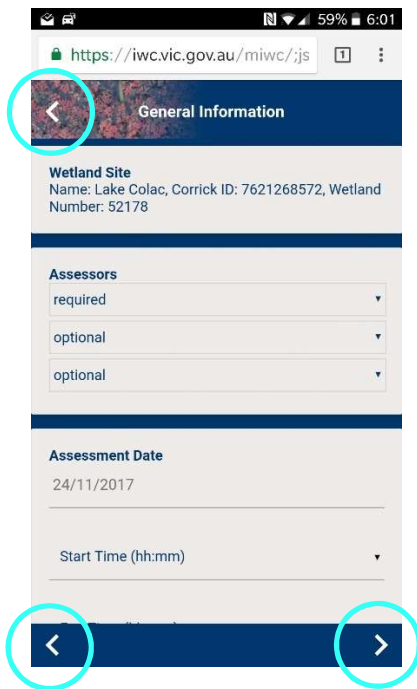 59% 6:01
https://iwc.vic.gov.au/miwc/;js 1
General Information
Wetland Site
Name: Lake Colac, Corrick ID: 7621268572, Wetland
Number: 52178
Assessors
required
optional
optional
Assessment Date
24/11/2017
Start Time (hh:mm)